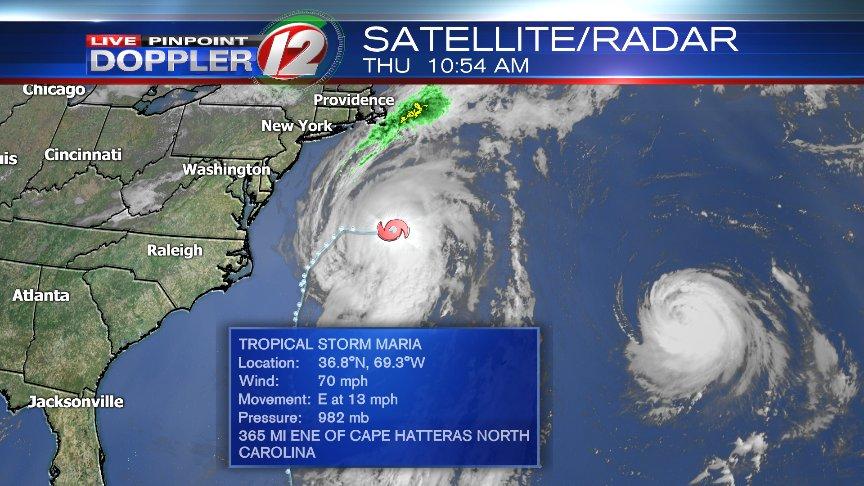 LIVE PINPOINT
DOPPLER 12
SATELLITE/RADAR
THU 10:54 AM
Chicago
Providence
New York
is
Cincinnati
Washington
Raleigh
Atlanta
Jacksonville
TROPICAL STORM MARIA
Location: 36.8°N, 69.3°W
Wind: 70 mph
Movement: E at 13 mph
Pressure: 982 mb
365 MI ENE OF CAPE HATTERAS NORTH
CAROLINA